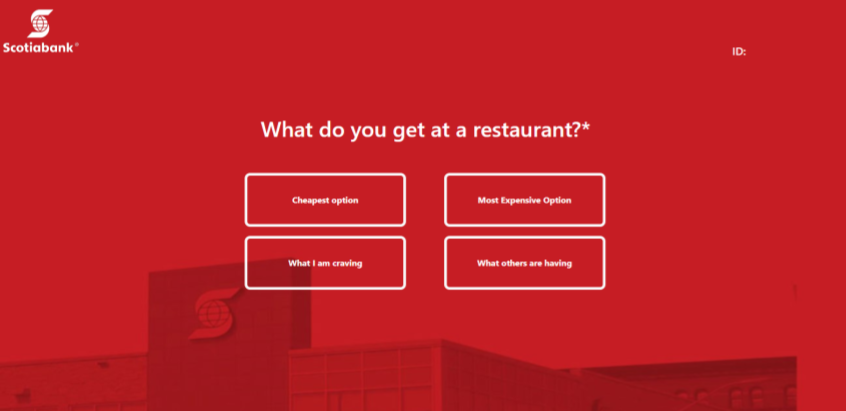 Scotiabank®
ID:
What do you get at a restaurant?*
Cheapest option
Most Expensive Option
What I am craving
What others are having